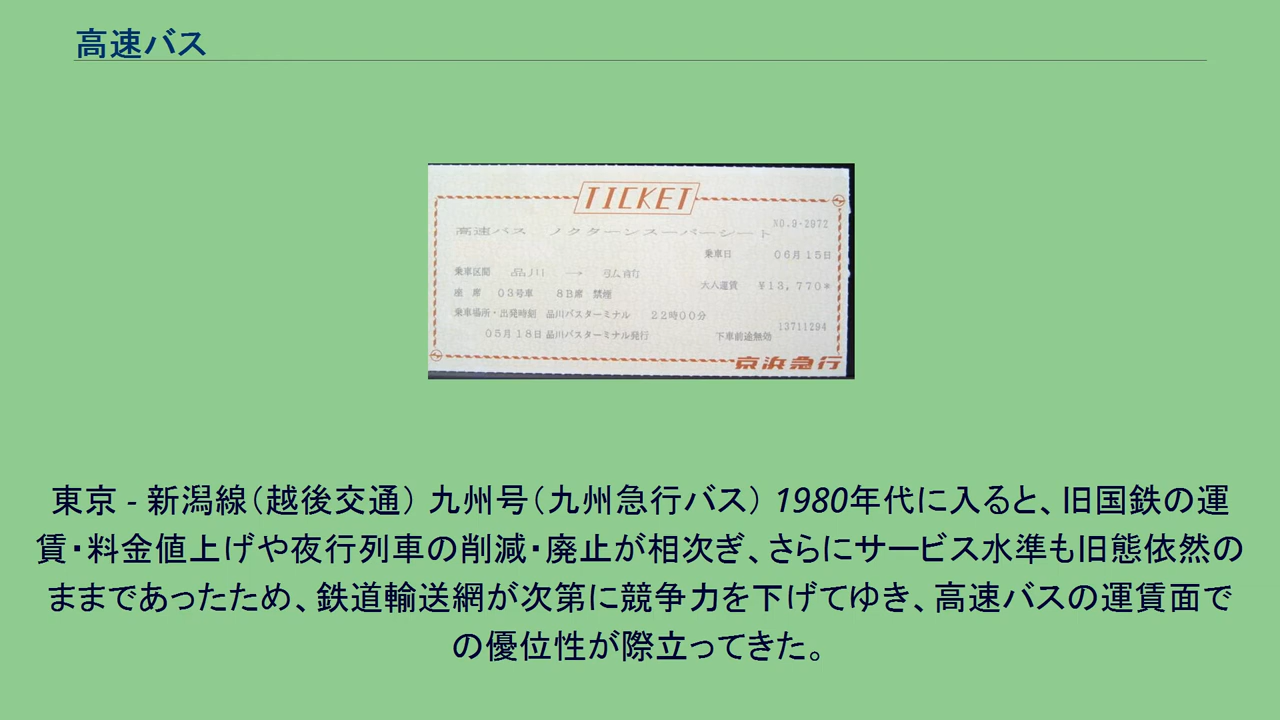 高速バス
TICKET
NO.9-2972
高速バス ノクターンスーパーシート
乗車日 06月15日
乗車区間 品川 → 弘前
大人運賃 ¥13,770*
座 席 03号車 8B席 禁煙
乗車場所・出発時刻 品川バスターミナル 22時00分
13711294
05月18日 品川バスターミナル発行 下車前途無効
京浜急行
東京 - 新潟線（越後交通） 九州号（九州急行バス） 1980年代に入ると、旧国鉄の運
賃・料金値上げや夜行列車の削減・廃止が相次ぎ、さらにサービス水準も旧態依然の
ままであったため、鉄道輸送網が次第に競争力を下げてゆき、高速バスの運賃面で
の優位性が際立ってきた。